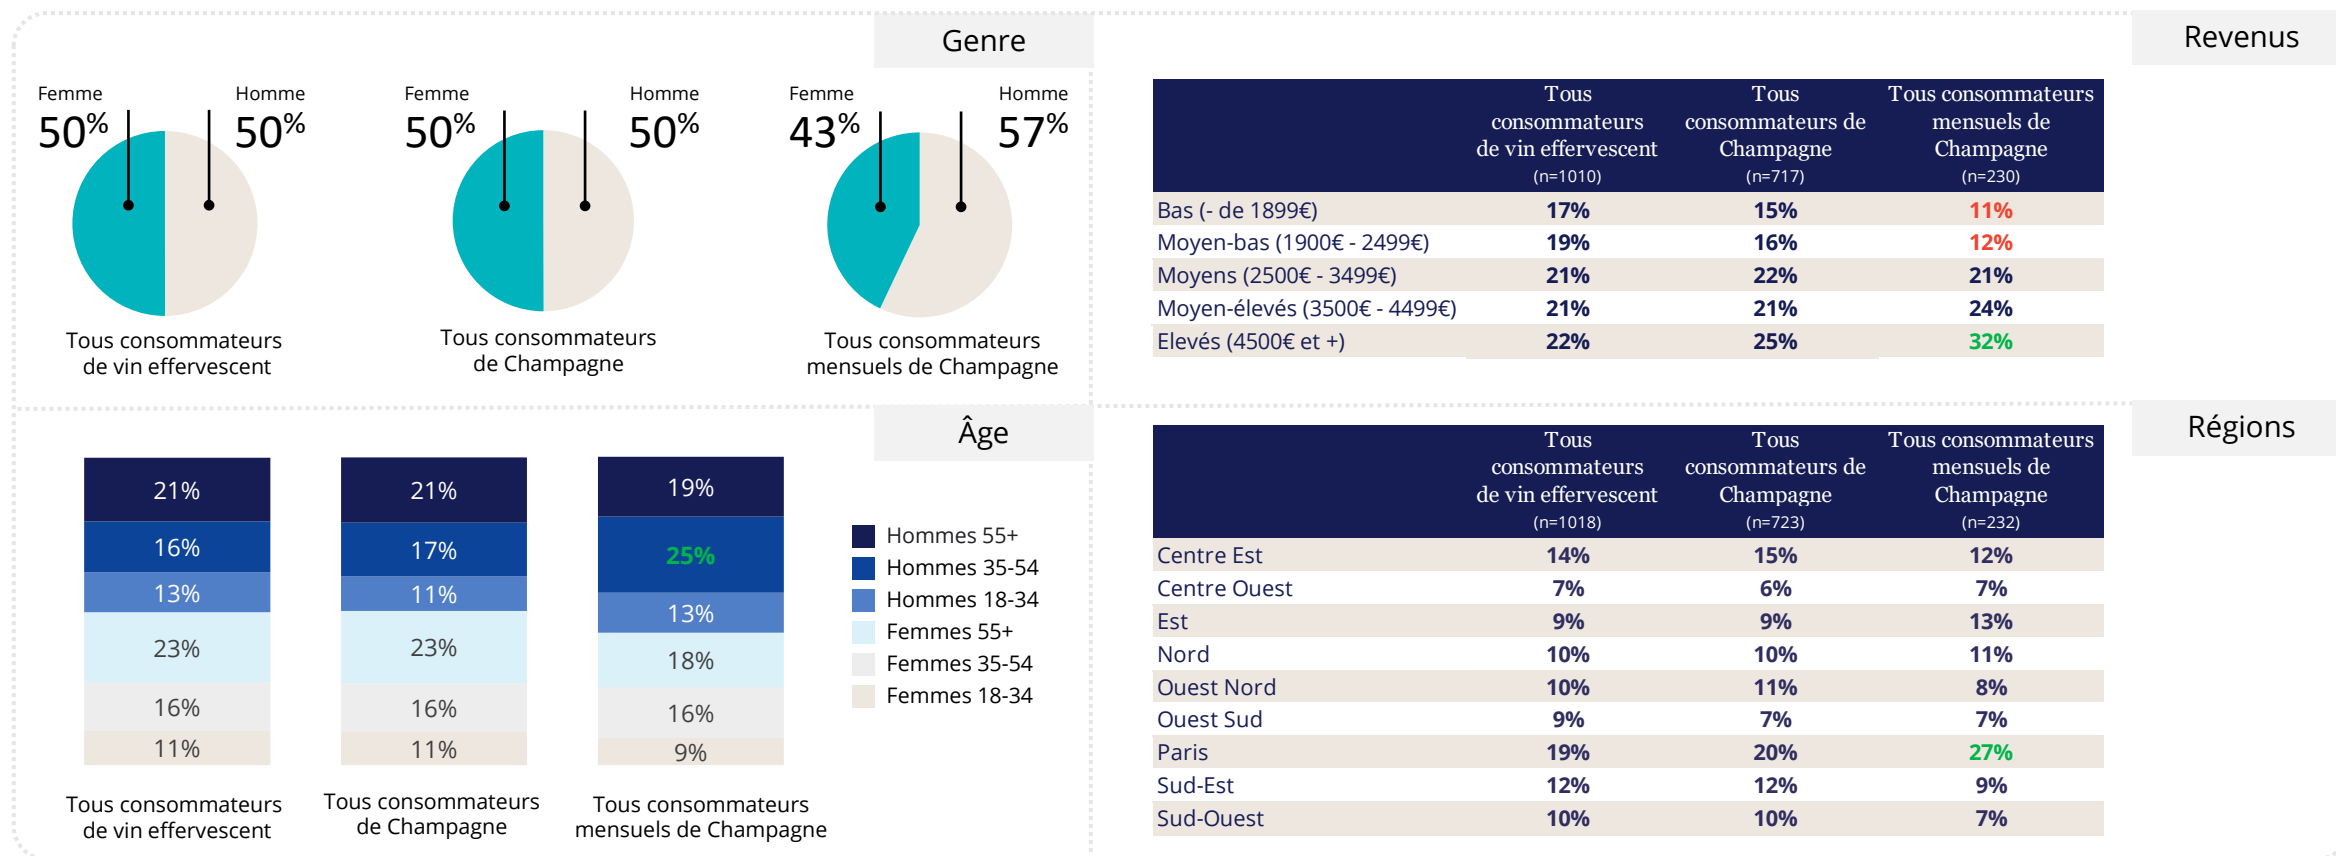 Genre
Femme
50%
Homme
50%
Tous consommateurs
de vin effervescent
Femme
50%
Homme
50%
Tous consommateurs
de Champagne
Femme
43%
Homme
57%
Tous consommateurs
mensuels de Champagne
Revenus
Tous
consommateurs
de vin effervescent
(n=1010)
Tous
consommateurs de
Champagne
(n=717)
Tous consommateurs
mensuels de
Champagne
(n=230)
Bas (- de 1899€) 17% 15% 11%
Moyen-bas (1900€ - 2499€) 19% 16% 12%
Moyens (2500€ - 3499€) 21% 22% 21%
Moyen-élevés (3500€ - 4499€) 21% 21% 24%
Elevés (4500€ et +) 22% 25% 32%
Âge
21%
16%
13%
23%
16%
11%
Tous consommateurs
de vin effervescent
21%
17%
11%
23%
16%
11%
Tous consommateurs
de Champagne
19%
25%
13%
18%
16%
9%
Tous consommateurs
mensuels de Champagne
Hommes 55+
Hommes 35-54
Hommes 18-34
Femmes 55+
Femmes 35-54
Femmes 18-34
Régions
Tous
consommateurs
de vin effervescent
(n=1018)
Tous
consommateurs de
Champagne
(n=723)
Tous consommateurs
mensuels de
Champagne
(n=232)
Centre Est 14% 15% 12%
Centre Ouest 7% 6% 7%
Est 9% 9% 13%
Nord 10% 10% 11%
Ouest Nord 10% 11% 8%
Ouest Sud 9% 7% 7%
Paris 19% 20% 27%
Sud-Est 12% 12% 9%
Sud-Ouest 10% 10% 7%